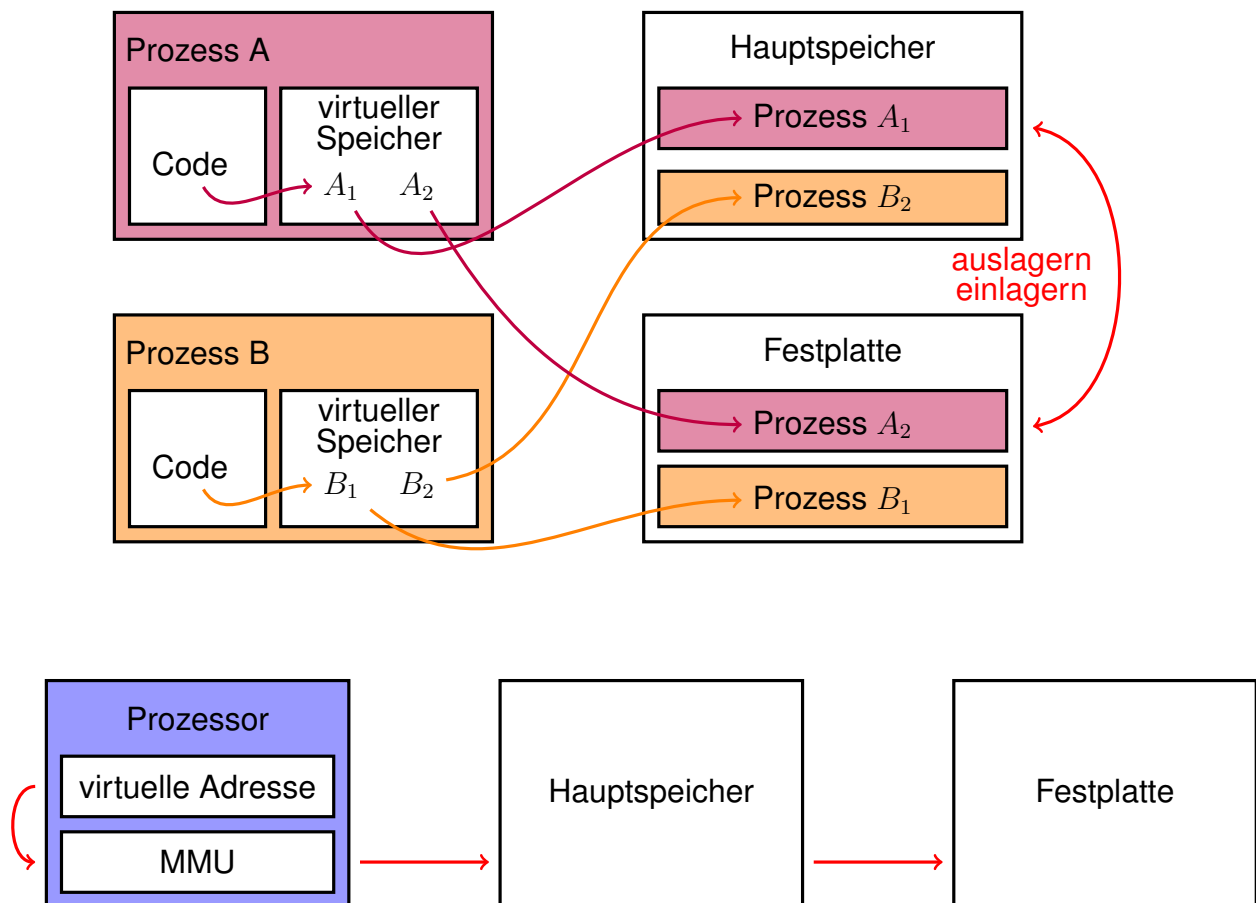 Prozess A
Code
virtueller
Speicher
A₁ A₂
Hauptspeicher
Prozess A₁
Prozess B₂
auslagern
einlagern
Prozess B
Code
virtueller
Speicher
B₁ B₂
Festplatte
Prozess A₂
Prozess B₁
Prozessor
virtuelle Adresse
MMU
Hauptspeicher
Festplatte